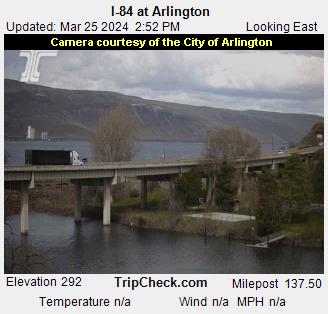 I-84 at Arlington
Updated: Mar 25 2024 2:52 PM Looking East
Camera courtesy of the City of Arlington
Elevation 292 TripCheck.com Milepost 137.50
Temperature n/a Wind n/a MPH n/a